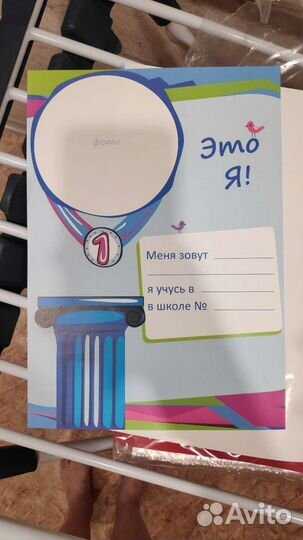 фото
Это
Я!
1
Меня зовут
я учусь в
в школе №
Avito